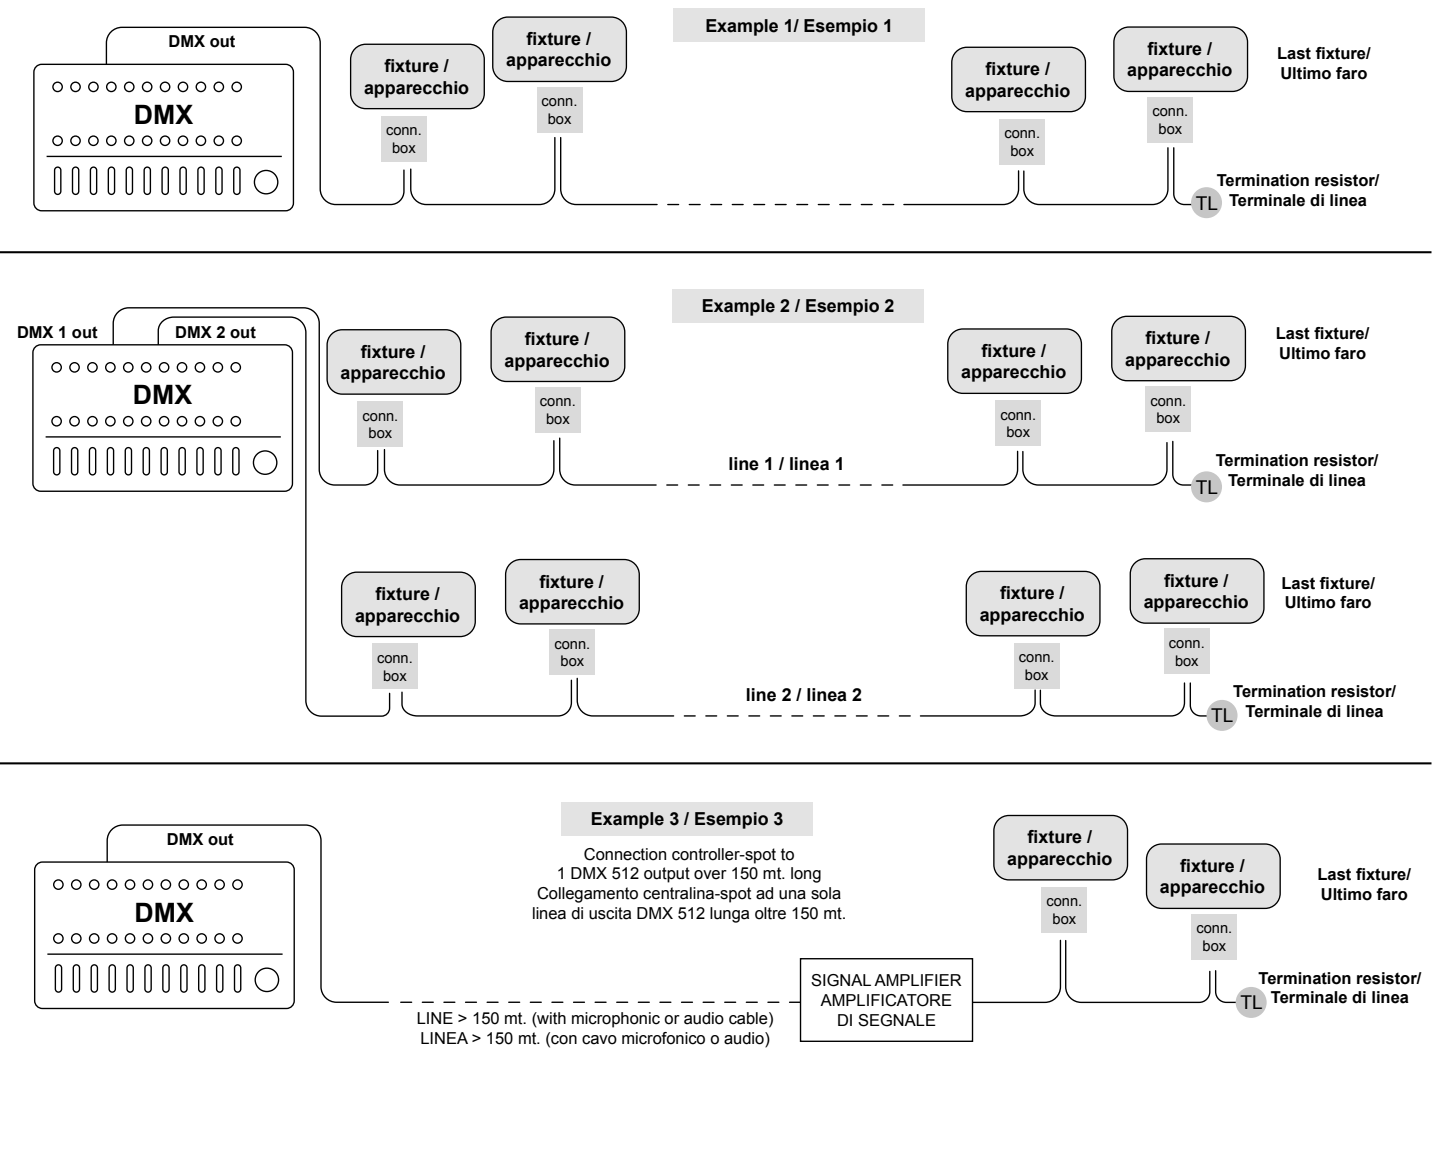 Example 1/ Esempio 1
DMX out
DMX
fixture /
apparecchio
conn.
box
fixture /
apparecchio
conn.
box
fixture /
apparecchio
conn.
box
fixture /
apparecchio
conn.
box
Last fixture/
Ultimo faro
Termination resistor/
Terminale di linea
TL
Example 2 / Esempio 2
DMX 1 out
DMX 2 out
DMX
fixture /
apparecchio
conn.
box
fixture /
apparecchio
conn.
box
line 1 / linea 1
fixture /
apparecchio
conn.
box
fixture /
apparecchio
conn.
box
Last fixture/
Ultimo faro
Termination resistor/
Terminale di linea
TL
fixture /
apparecchio
conn.
box
fixture /
apparecchio
conn.
box
line 2 / linea 2
fixture /
apparecchio
conn.
box
fixture /
apparecchio
conn.
box
Last fixture/
Ultimo faro
Termination resistor/
Terminale di linea
TL
Example 3 / Esempio 3
Connection controller-spot to
1 DMX 512 output over 150 mt. long
Collegamento centralina-spot ad una sola
linea di uscita DMX 512 lunga oltre 150 mt.
DMX out
DMX
LINE > 150 mt. (with microphonic or audio cable)
LINEA > 150 mt. (con cavo microfonico o audio)
SIGNAL AMPLIFIER
AMPLIFICATORE
DI SEGNALE
fixture /
apparecchio
conn.
box
fixture /
apparecchio
conn.
box
Last fixture/
Ultimo faro
Termination resistor/
Terminale di linea
TL